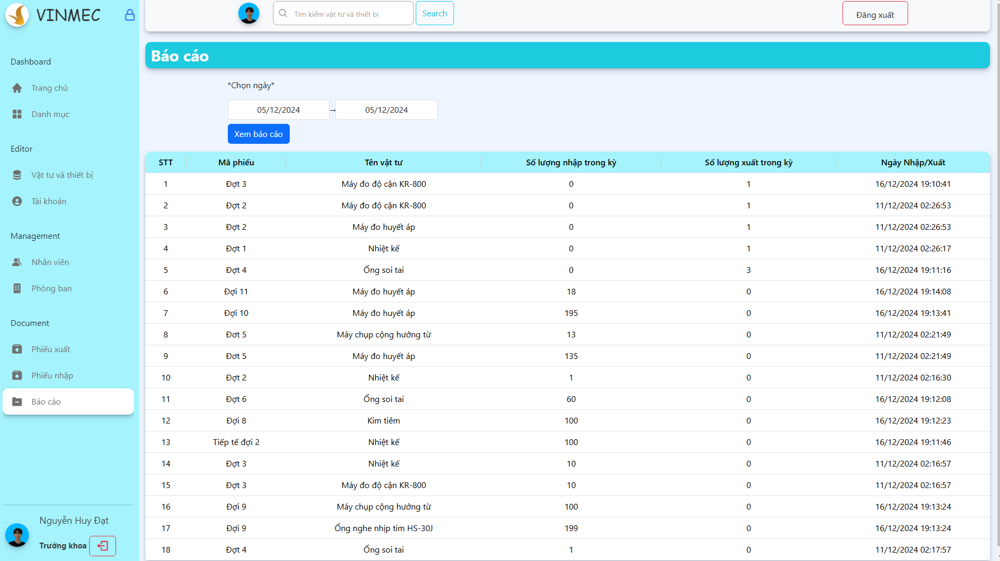 VINMEC
Dashboard
Trang chủ
Danh mục
Editor
Vật tư và thiết bị
Tài khoản
Management
Nhân viên
Phòng ban
Document
Phiếu xuất
Phiếu nhập
Báo cáo
Nguyễn Huy Đạt
Trưởng khoa
Tìm kiếm vật tư và thiết bị Search Đăng xuất
Báo cáo
*Chọn ngày*
05/12/2024 → 05/12/2024
Xem báo cáo
STT Mã phiếu Tên vật tư Số lượng nhập trong kỳ Số lượng xuất trong kỳ Ngày Nhập/Xuất
1 Đợt 3 Máy đo độ cận KR-800 0 1 16/12/2024 19:10:41
2 Đợt 2 Máy đo độ cận KR-800 0 1 11/12/2024 02:26:53
3 Đợt 2 Máy đo huyết áp 0 1 11/12/2024 02:26:53
4 Đợt 1 Nhiệt kế 0 1 11/12/2024 02:26:17
5 Đợt 4 Ống soi tai 0 3 16/12/2024 19:11:16
6 Đợi 11 Máy đo huyết áp 18 0 16/12/2024 19:14:08
7 Đợi 10 Máy đo huyết áp 195 0 16/12/2024 19:13:41
8 Đơt 5 Máy chụp cộng hưởng từ 13 0 11/12/2024 02:21:49
9 Đơt 5 Máy đo huyết áp 135 0 11/12/2024 02:21:49
10 Đợt 2 Nhiệt kế 1 0 11/12/2024 02:16:30
11 Đợt 6 Ống soi tai 60 0 16/12/2024 19:12:08
12 Đợi 8 Kim tiêm 100 0 16/12/2024 19:12:23
13 Tiếp tế đợi 2 Nhiệt kế 100 0 16/12/2024 19:11:46
14 Đợt 3 Nhiệt kế 10 0 11/12/2024 02:16:57
15 Đợt 3 Máy đo độ cận KR-800 10 0 11/12/2024 02:16:57
16 Đợi 9 Máy chụp cộng hưởng từ 100 0 16/12/2024 19:13:24
17 Đợi 9 Ống nghe nhịp tim HS-30J 199 0 16/12/2024 19:13:24
18 Đợt 4 Ống soi tai 1 0 11/12/2024 02:17:57